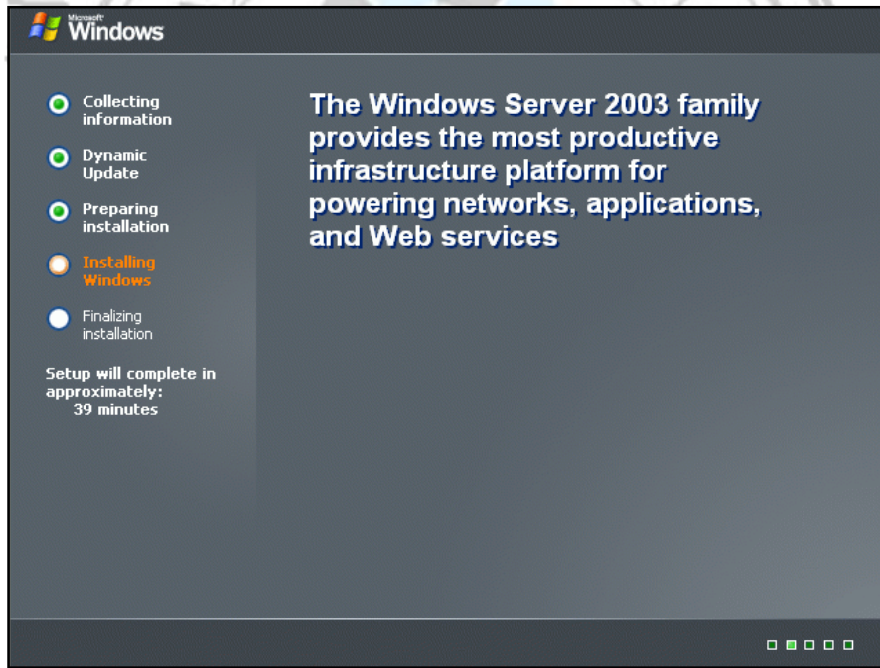 Microsoft
Windows
Collecting
information
Dynamic
Update
Preparing
installation
Installing
Windows
Finalizing
installation
Setup will complete in
approximately:
39 minutes
The Windows Server 2003 family
provides the most productive
infrastructure platform for
powering networks, applications,
and Web services